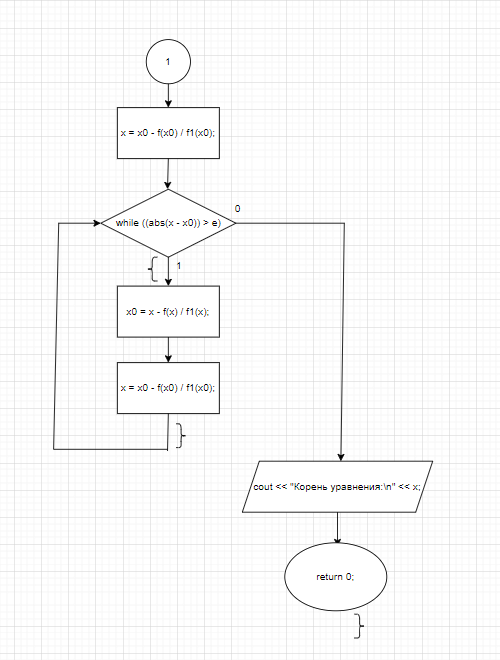 1
x = x0 - f(x0) / f1(x0);
0
while ((abs(x - x0)) > e)
{
1
x0 = x - f(x) / f1(x);
x = x0 - f(x0) / f1(x0);
}
cout << "Корень уравнения:\n" << x;
return 0;
}